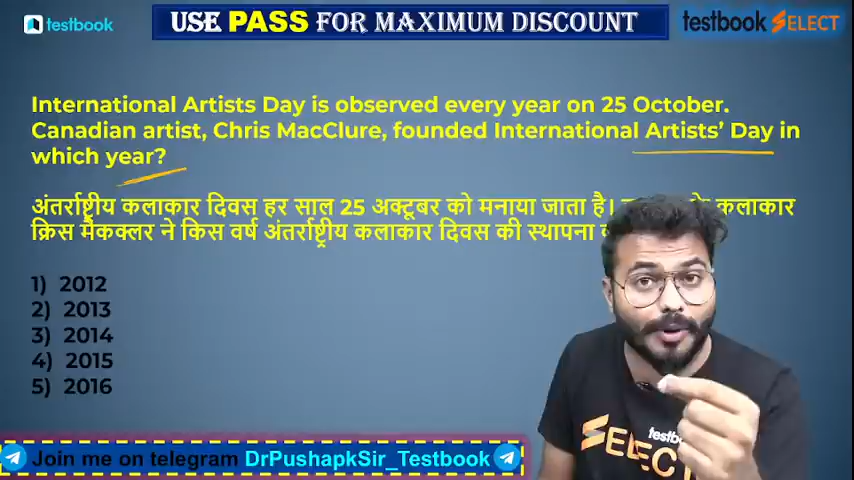 testbook
USE PASS FOR MAXIMUM DISCOUNT
testbook SELECT
International Artists Day is observed every year on 25 October.
Canadian artist, Chris MacClure, founded International Artists' Day in
which year?
अंतर्राष्ट्रीय कलाकार दिवस हर साल 25 अक्टूबर को मनाया जाता है। के कलाकार
क्रिस मैकक्लर ने किस वर्ष अंतर्राष्ट्रीय कलाकार दिवस की स्थापना
1) 2012
2) 2013
3) 2014
4) 2015
5) 2016
testbook
SELECT
Join me on telegram DrPushapkSir_Testbook